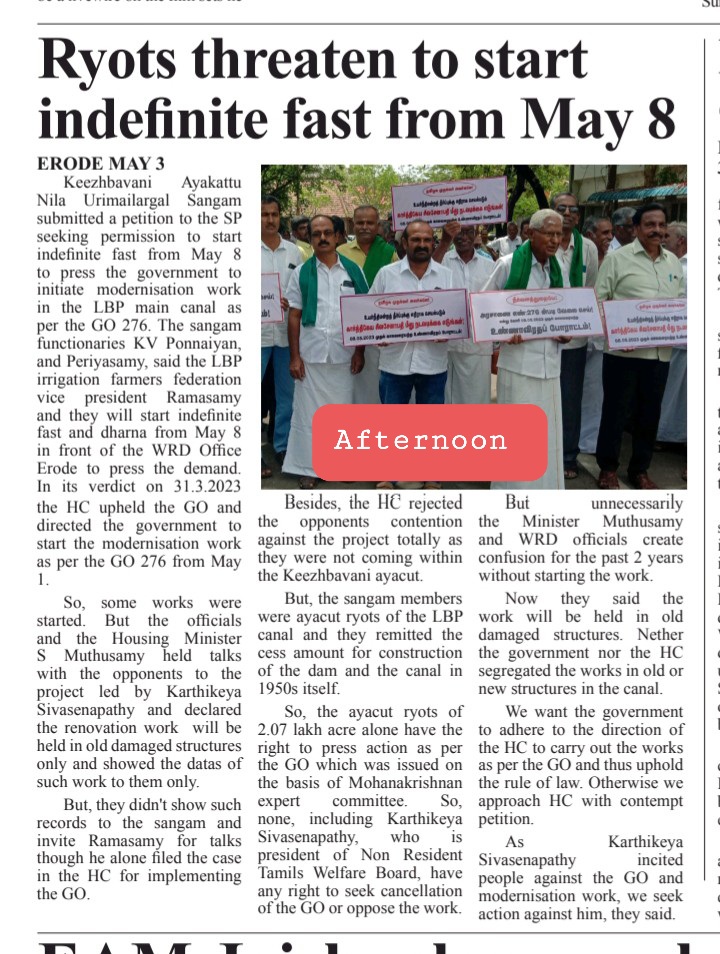 Ryots threaten to start
indefinite fast from May 8
ERODE MAY 3
Keezhbavani Ayakattu
Nila Urimailargal Sangam
submitted a petition to the SP
seeking permission to start
indefinite fast from May 8
to press the government to
initiate modernisation work
in the LBP main canal as
per the GO 276. The sangam
functionaries KV Ponnaiyan,
and Periyasamy, said the LBP
irrigation farmers federation
vice president Ramasamy
and they will start indefinite
fast and dharna from May 8
in front of the WRD Office
Erode to press the demand.
In its verdict on 31.3.2023
the HC upheld the GO and
directed the government to
start the modernisation work
as per the GO 276 from May
1.
So, some works were
started. But the officials
and the Housing Minister
S Muthusamy held talks
with the opponents to the
project led by Karthikeya
Sivasenapathy and declared
the renovation work will be
held in old damaged structures
only and showed the datas of
such work to them only.
But, they didn't show such
records to the sangam and
invite Ramasamy for talks
though he alone filed the case
in the HC for implementing
the GO.
உண்ணாவிரதப் போராட்டம்!
Afternoon
Besides, the HC rejected
the opponents contention
against the project totally as
they were not coming within
the Keezhbavani ayacut.
But, the sangam members
were ayacut ryots of the LBP
canal and they remitted the
cess amount for construction
of the dam and the canal in
1950s itself.
So, the ayacut ryots of
2.07 lakh acre alone have the
right to press action as per
the GO which was issued on
the basis of Mohanakrishnan
expert committee. So,
none, including Karthikeya
Sivasenapathy, who is
president of Non Resident
Tamils Welfare Board, have
any right to seek cancellation
of the GO or oppose the work.
But unnecessarily
the Minister Muthusamy
and WRD officials create
confusion for the past 2 years
without starting the work.
Now they said the
work will be held in old
damaged structures. Nether
the government nor the HC
segregated the works in old or
new structures in the canal.
We want the government
to adhere to the direction of
the HC to carry out the works
as per the GO and thus uphold
the rule of law. Otherwise we
approach HC with contempt
petition.
As Karthikeya
Sivasenapathy incited
people against the GO and
modernisation work, we seek
action against him, they said.